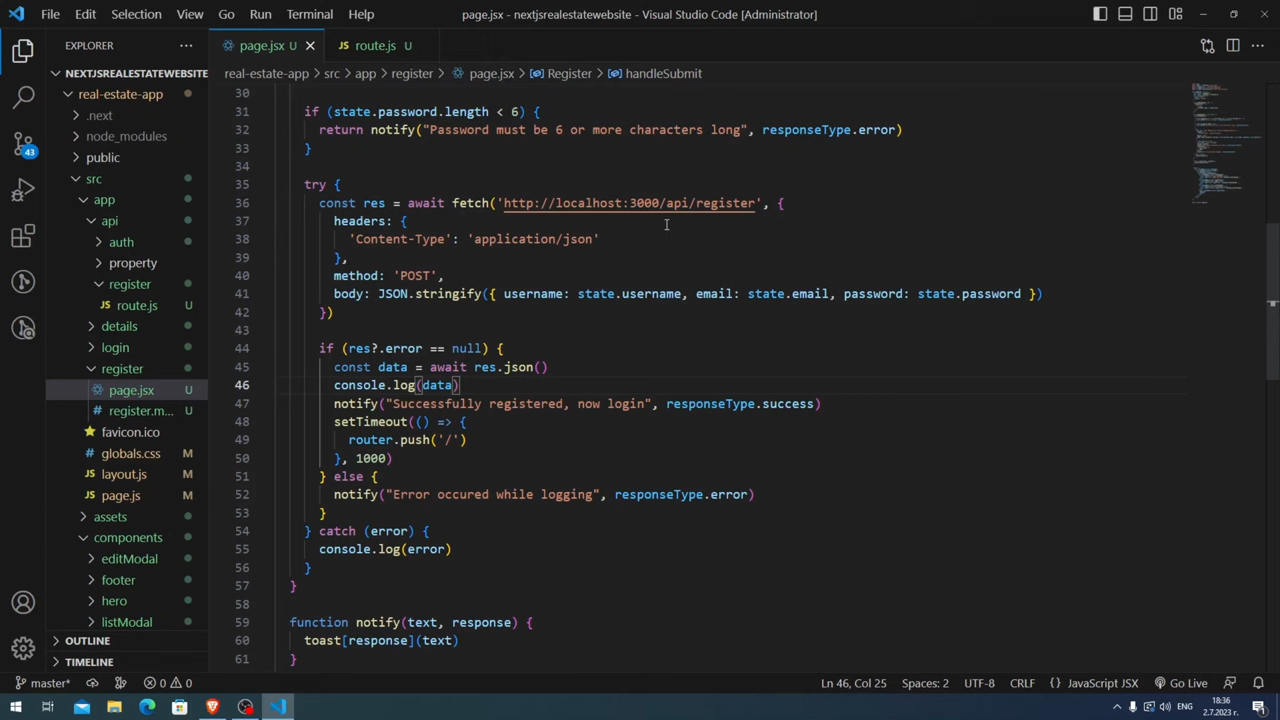 File Edit Selection View Go Run Terminal Help
page.jsx - nextjsrealestatewebsite - Visual Studio Code [Administrator]
EXPLORER
page.jsx U
route.js U
NEXTJSREALESTATEWEBSITE
real-estate-app > src > app > register > page.jsx > Register > handleSubmit
real-estate-app
.next
node_modules
public
src
app
api
auth
property
register
route.js U
details
login
register
page.jsx U
register.m... U
favicon.ico
globals.css M
layout.js M
page.js M
assets
components
editModal
footer
hero
listModal
OUTLINE
TIMELINE
43
30
31 if (state.password.length < ) {
32 return notify("Password must be 6 or more characters long", responseType.error)
33 }
34
35 try {
36 const res = await fetch('http://localhost:3000/api/register', {
37 headers: {
38 'Content-Type': 'application/json'
39 },
40 method: 'POST',
41 body: JSON.stringify({ username: state.username, email: state.email, password: state.password })
42 })
43
44 if (res?.error == null) {
45 const data = await res.json()
46 console.log(data)
47 notify("Successfully registered, now login", responseType.success)
48 setTimeout(() => {
49 router.push('/')
50 }, 1000)
51 } else {
52 notify("Error occured while logging", responseType.error)
53 }
54 } catch (error) {
55 console.log(error)
56 }
57 }
58
59 function notify(text, response) {
60 toast[response](text)
61 }
master* 0 0 Ln 46, Col 25 Spaces: 2 UTF-8 CRLF {} JavaScript JSX Go Live Prettier
ENG
18:36
2.7.2023 г.
1